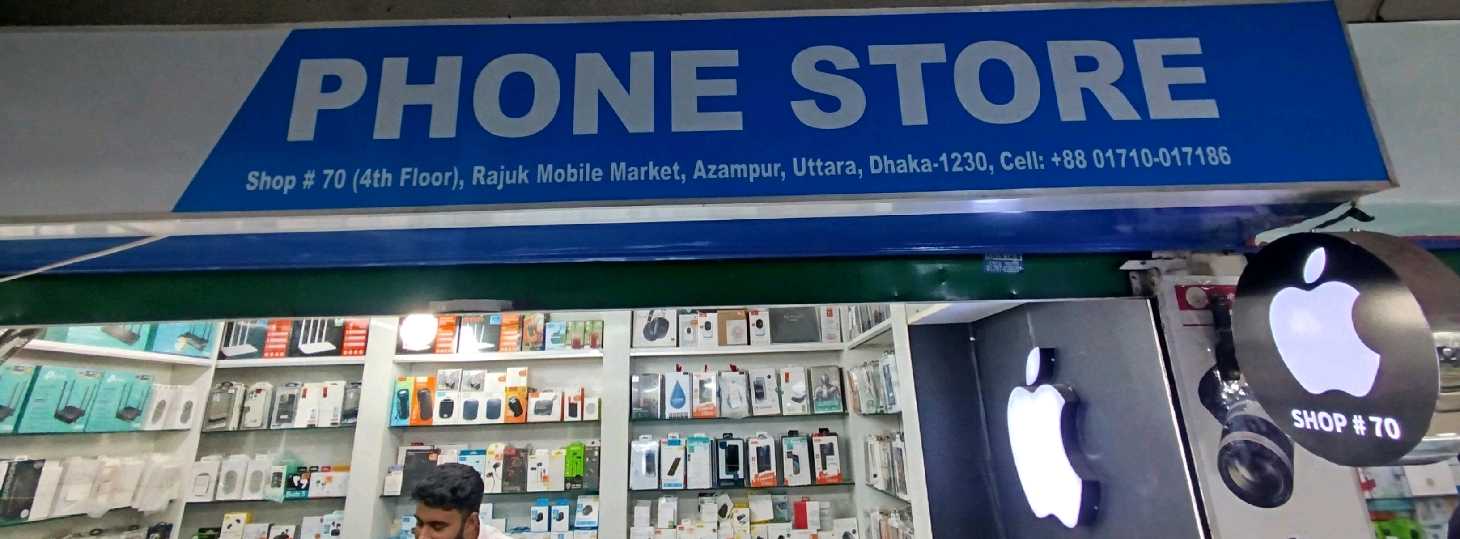 PHONE STORE
Shop # 70 (4th Floor), Rajuk Mobile Market, Azampur, Uttara, Dhaka-1230, Cell: +88 01710-017186
SHOP # 70